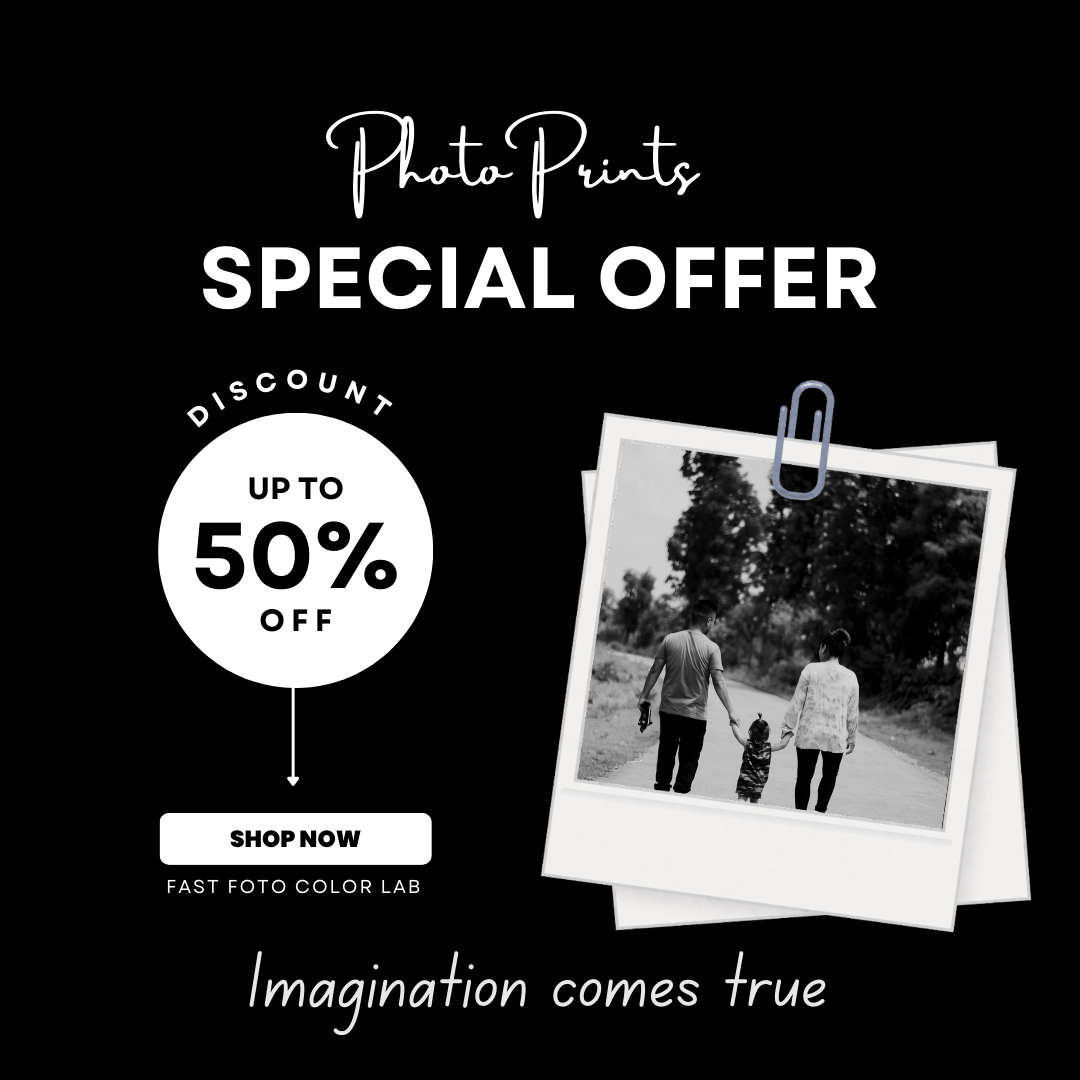 Photo Prints
SPECIAL OFFER
DISCOUNT
UP TO
50%
OFF
SHOP NOW
FAST FOTO COLOR LAB
Imagination comes true